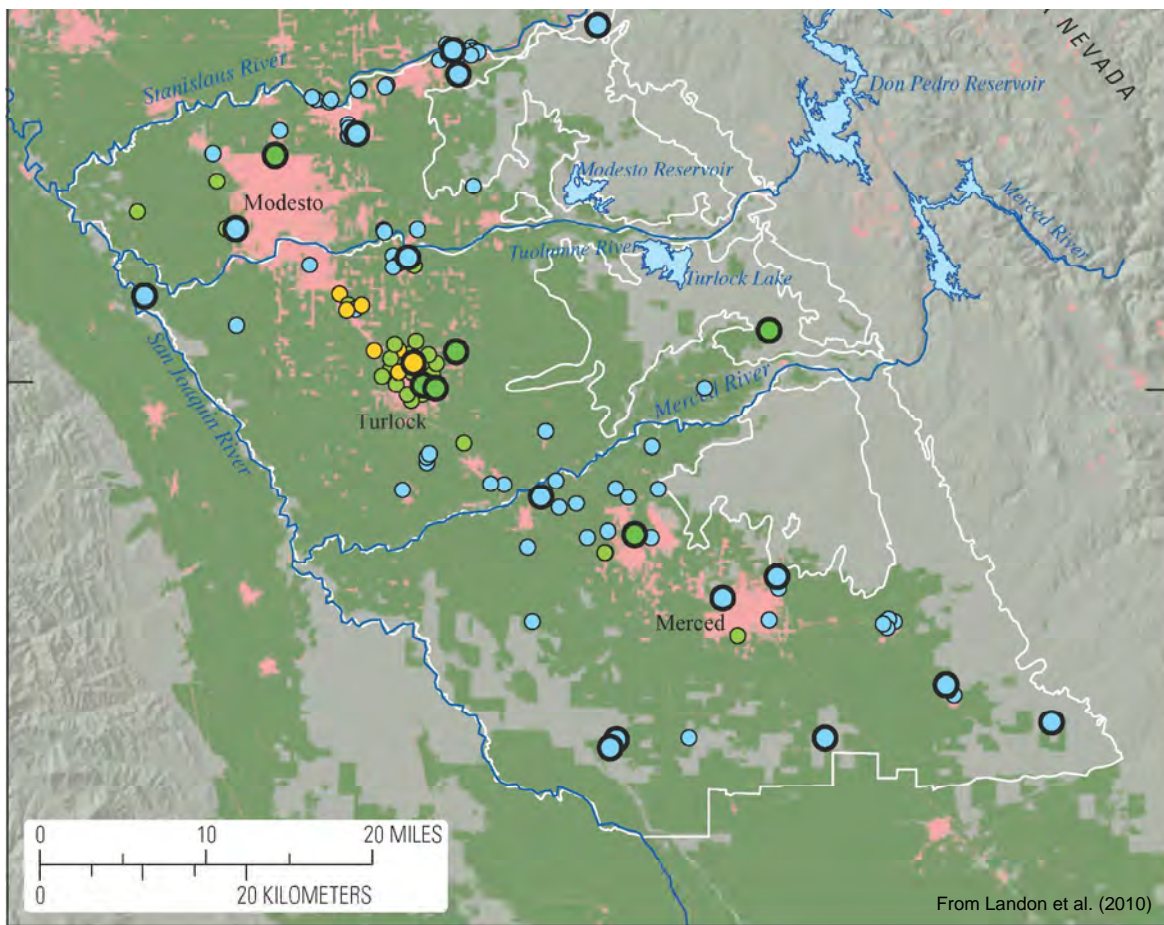 NEVADA
Stanislaus River
Don Pedro Reservoir
Modesto Reservoir
Modesto
Merced River
Tuolumne River
Turlock Lake
San Joaquin River
Merced River
Turlock
Merced
0 10 20 MILES
0 20 KILOMETERS
From Landon et al. (2010)